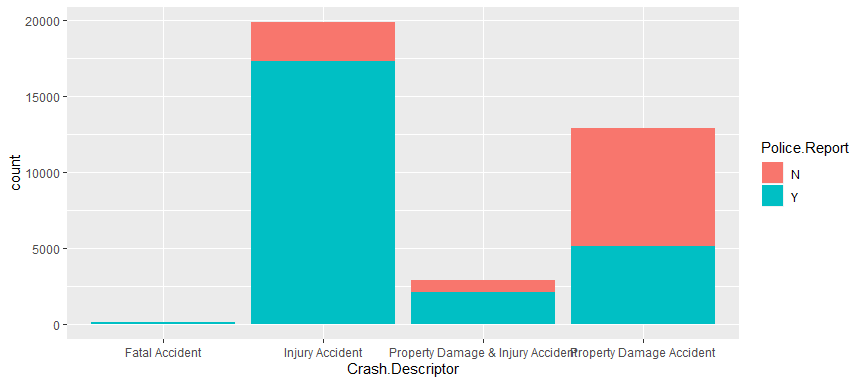 20000
15000
10000
5000
0
count
Fatal Accident
Injury Accident
Property Damage & Injury Accident
Property Damage Accident
Crash.Descriptor
Police.Report
N
Y